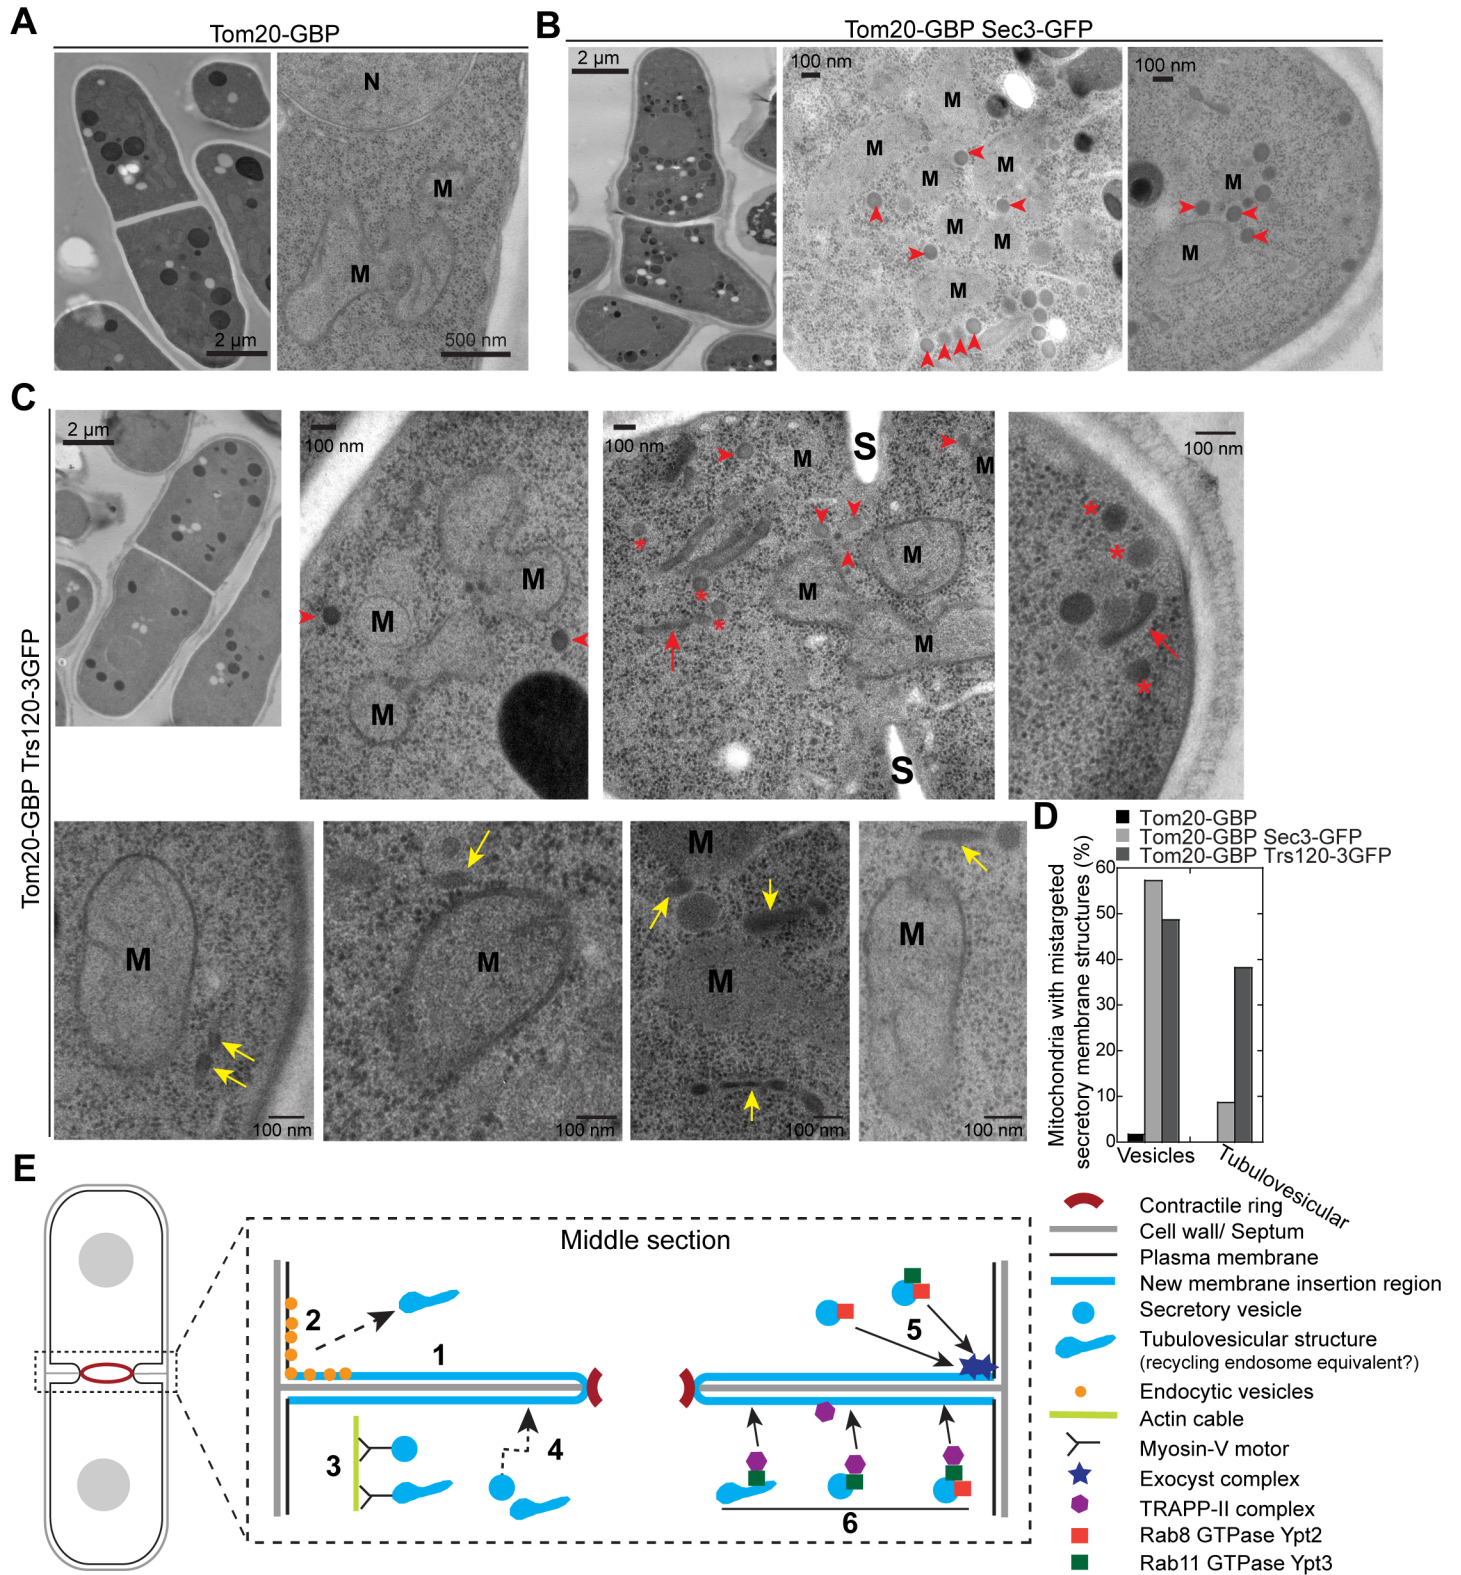 A
Tom20-GBP
2 µm
N
M
M
500 nm
B
Tom20-GBP Sec3-GFP
2 µm
100 nm
M
M
M
M
M
M
M
100 nm
M
M
C
Tom20-GBP Trs120-3GFP
2 µm
100 nm
M
M
M
100 nm
S
M
M
M
M
M
S
100 nm
* * *
* * *
M
100 nm
M
100 nm
M
M
100 nm
M
100 nm
D
Tom20-GBP
Tom20-GBP Sec3-GFP
Tom20-GBP Trs120-3GFP
Mitochondria with mistargeted
secretory membrane structures (%)
60
50
40
30
20
10
0
Vesicles
Tubulovesicular
E
Middle section
1
2
3
4
5
6
Contractile ring
Cell wall/ Septum
Plasma membrane
New membrane insertion region
Secretory vesicle
Tubulovesicular structure
(recycling endosome equivalent?)
Endocytic vesicles
Actin cable
Myosin-V motor
Exocyst complex
TRAPP-II complex
Rab8 GTPase Ypt2
Rab11 GTPase Ypt3